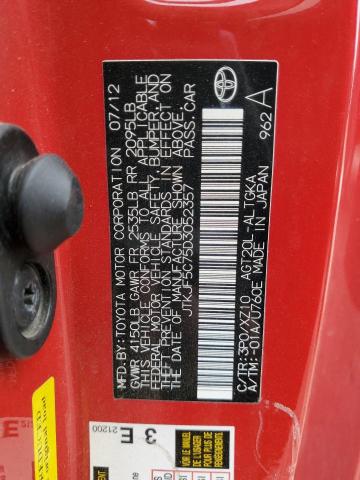 MFD.BY: TOYOTA MOTOR CORPORATION 07/12
GVWR 4150LB GAWR FR 2535LB RR 2095LB
THIS VEHICLE CONFORMS TO ALL APPLICABLE
FEDERAL MOTOR VEHICLE SAFETY, BUMPER, AND
THEFT PREVENTION STANDARDS IN EFFECT ON
THE DATE OF MANUFACTURE SHOWN ABOVE.
JTKJF5C75D3052357 PASS.CAR
C/TR:3P0/XZ10 AGT20L-ALTGKA
A/TM:-01A/U760E MADE IN JAPAN
962 A
TOYOTA
3 E
21200
E